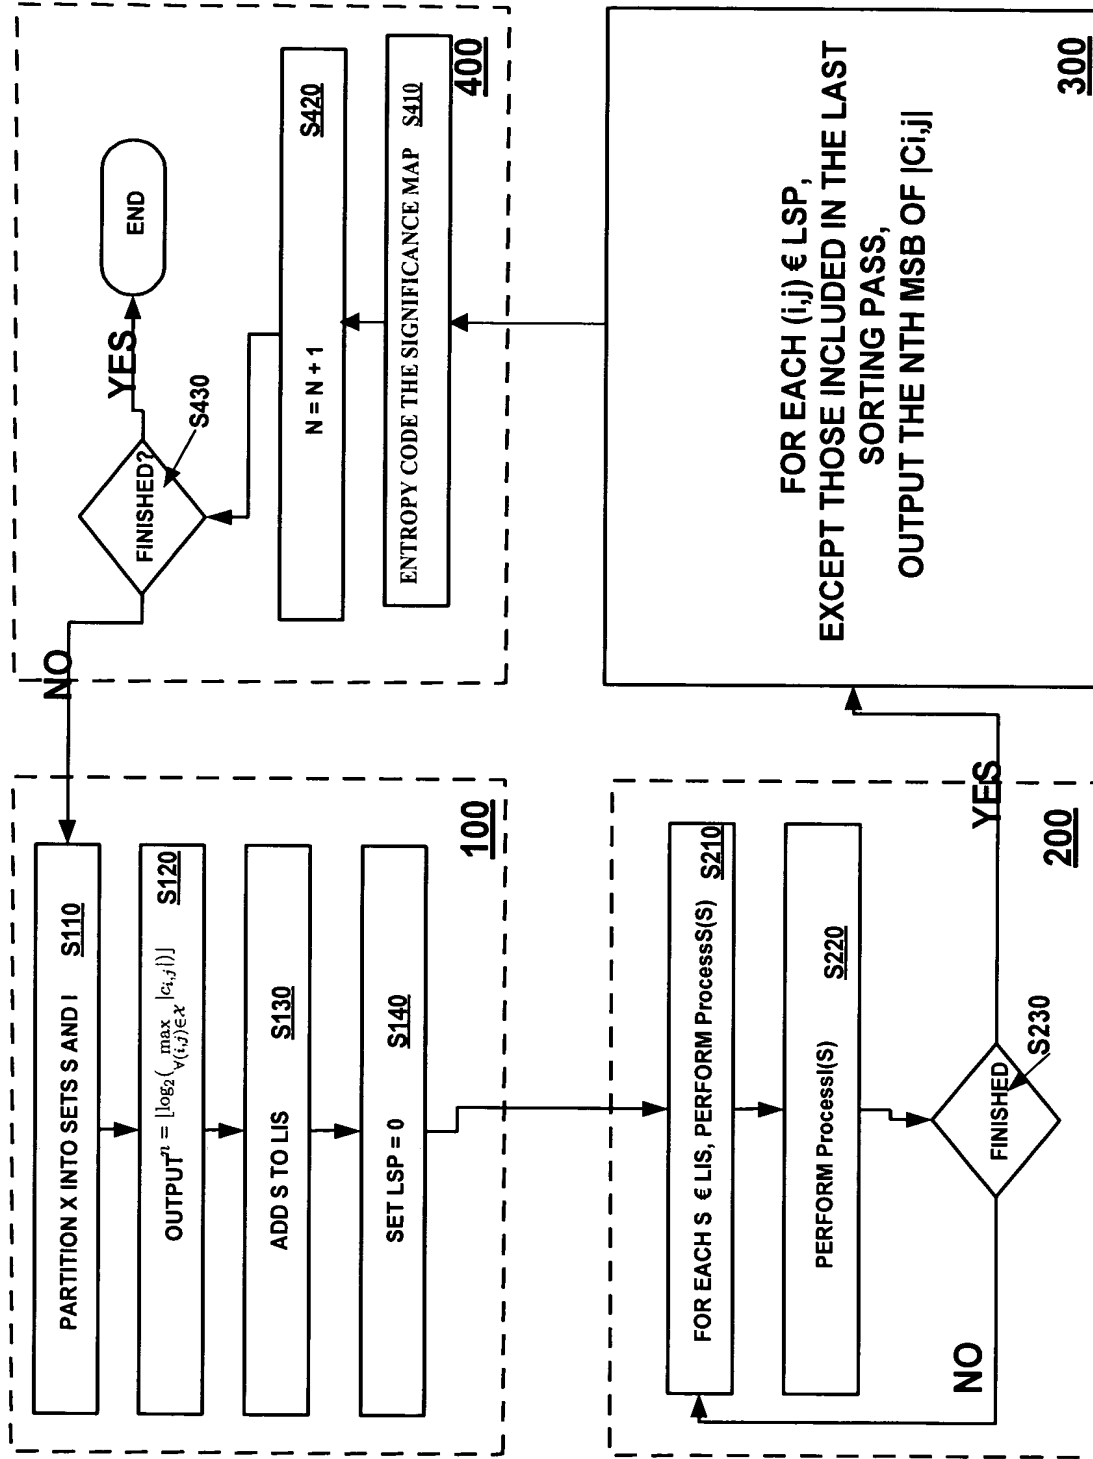 PARTITION X INTO SETS S AND I S110
OUTPUT n = ⌊log₂( max |c_{i,j}| )⌋ S120
∀(i,j)∈𝒳
ADD S TO LIS S130
SET LSP = 0 S140
100
FOR EACH S € LIS, PERFORM ProcessS(S) S210
PERFORM ProcessI(S) S220
FINISHED
S230
NO
YES
200
FOR EACH (i,j) € LSP,
EXCEPT THOSE INCLUDED IN THE LAST
SORTING PASS,
OUTPUT THE NTH MSB OF |Ci,j|
300
ENTROPY CODE THE SIGNIFICANCE MAP S410
N = N + 1 S420
FINISHED?
S430
NO
YES
END
400